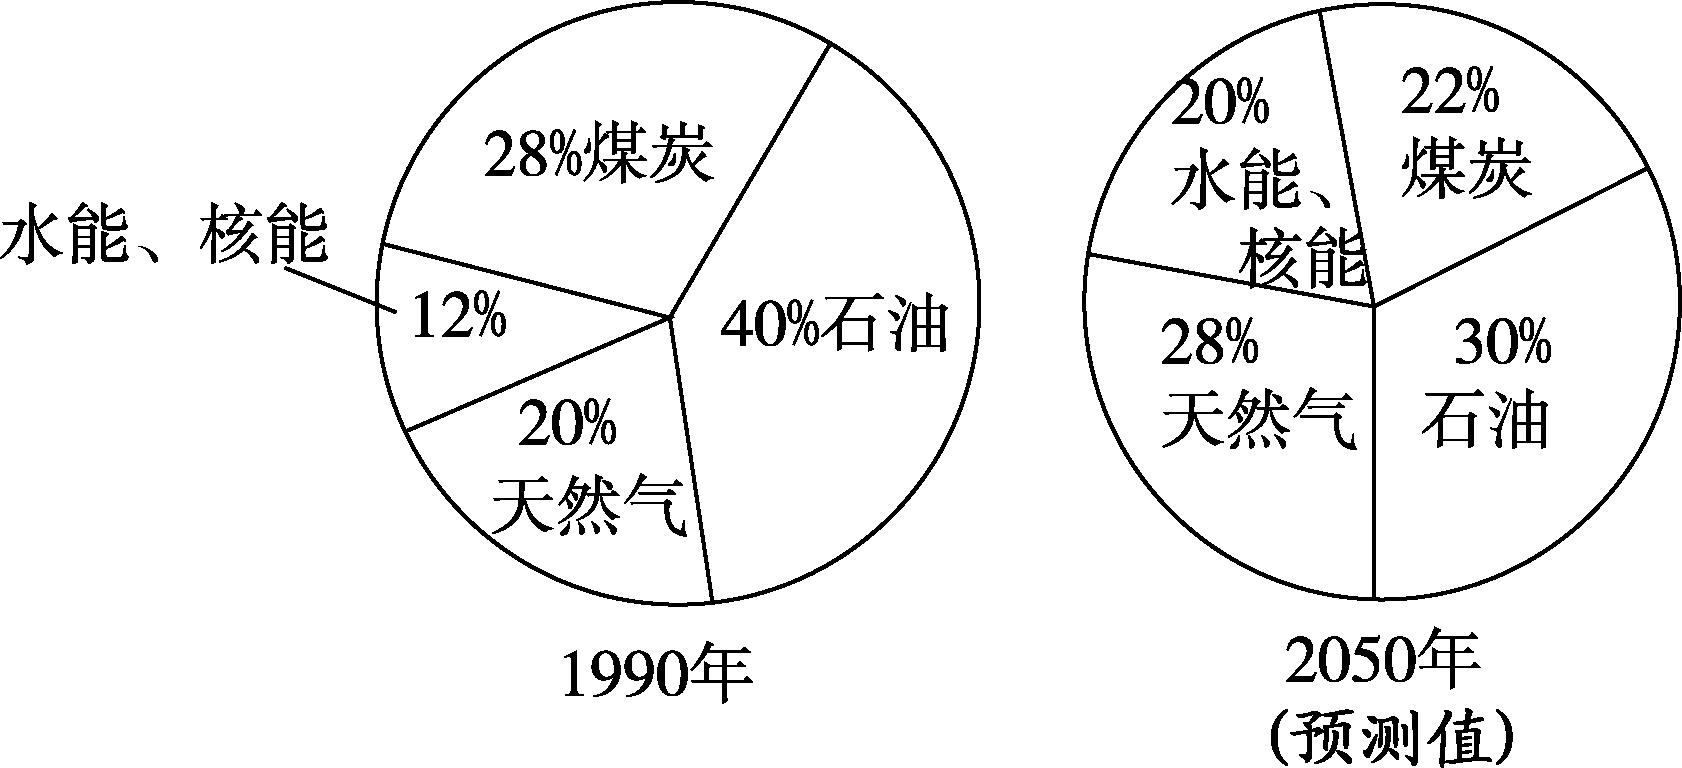 28%煤炭
水能、核能
12%
40%石油
20%
天然气
1990年
20%
水能、
核能
22%
煤炭
28%
天然气
30%
石油
2050年
(预测值)